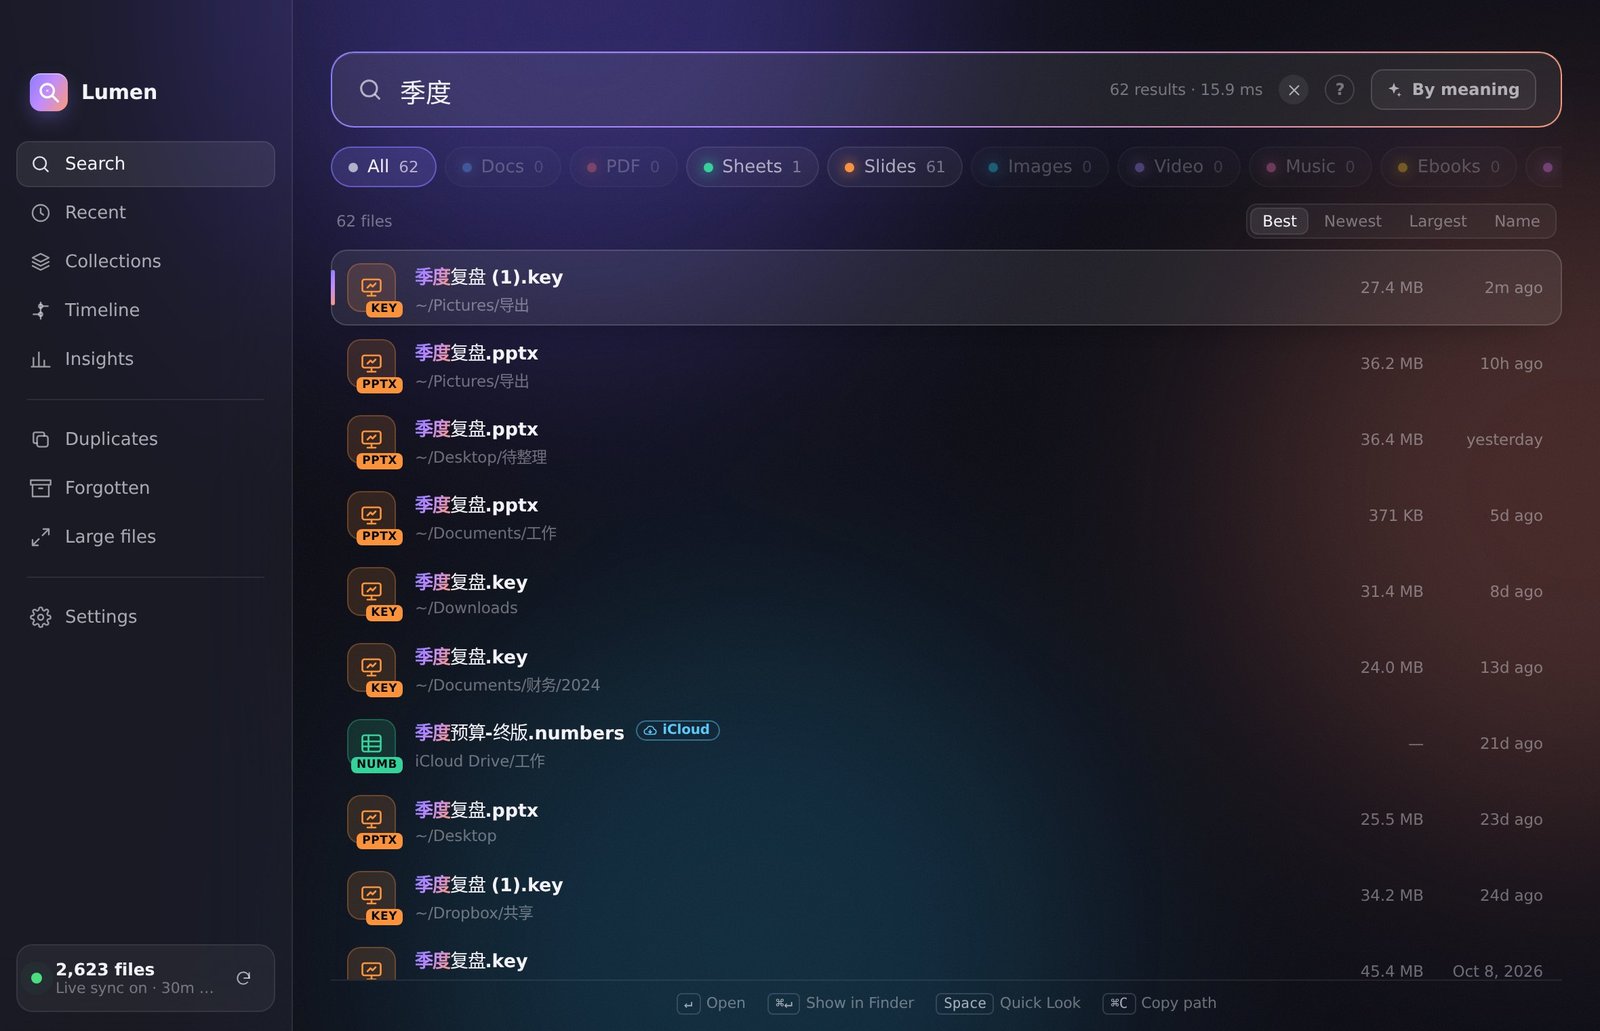 Lumen
Search
Recent
Collections
Timeline
Insights
Duplicates
Forgotten
Large files
Settings
2,623 files
Live sync on · 30m ...
季度
62 results · 15.9 ms
?
By meaning
All 62
Docs 0
PDF 0
Sheets 1
Slides 61
Images 0
Video 0
Music 0
Ebooks 0
62 files
Best
Newest
Largest
Name
季度复盘 (1).key
KEY
~/Pictures/导出
27.4 MB
2m ago
季度复盘.pptx
PPTX
~/Pictures/导出
36.2 MB
10h ago
季度复盘.pptx
PPTX
~/Desktop/待整理
36.4 MB
yesterday
季度复盘.pptx
PPTX
~/Documents/工作
371 KB
5d ago
季度复盘.key
KEY
~/Downloads
31.4 MB
8d ago
季度复盘.key
KEY
~/Documents/财务/2024
24.0 MB
13d ago
季度预算-终版.numbers
iCloud
NUMB
iCloud Drive/工作
—
21d ago
季度复盘.pptx
PPTX
~/Desktop
25.5 MB
23d ago
季度复盘 (1).key
KEY
~/Dropbox/共享
34.2 MB
24d ago
季度复盘.key
45.4 MB
Oct 8, 2026
↵ Open
⌘↵ Show in Finder
Space Quick Look
⌘C Copy path